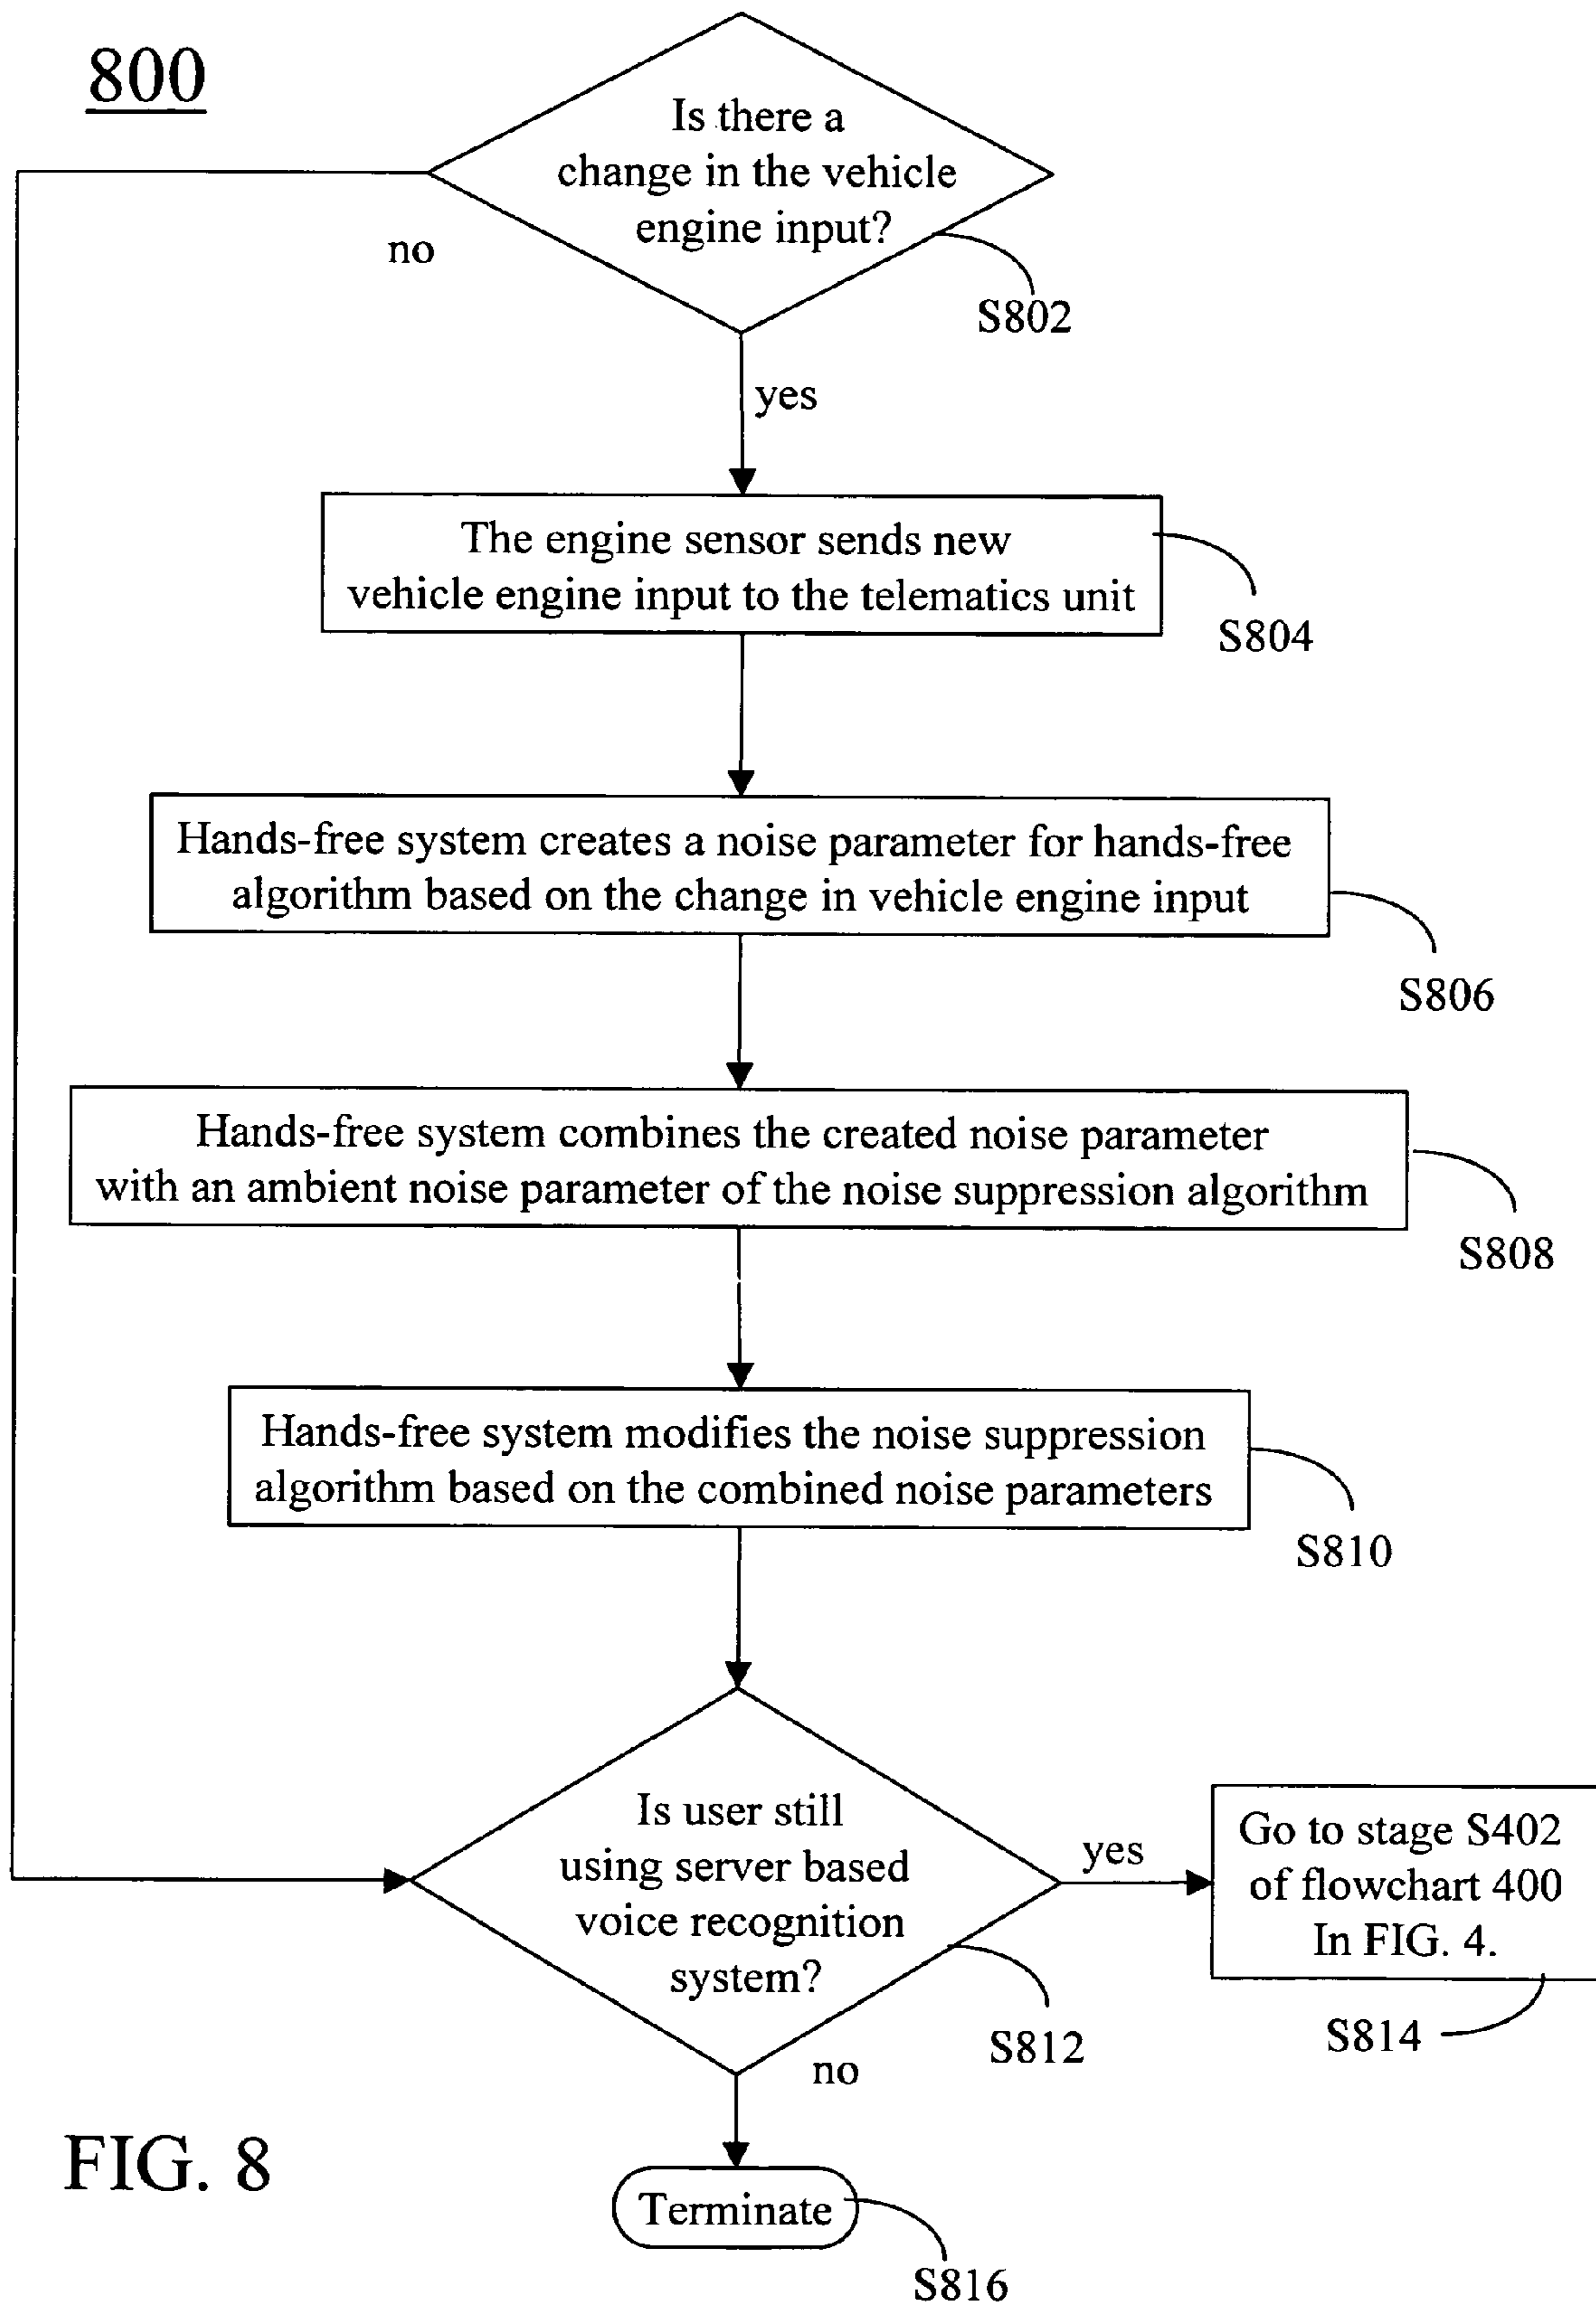 800
Is there a
change in the vehicle
engine input?
no
S802
yes
The engine sensor sends new
vehicle engine input to the telematics unit
S804
Hands-free system creates a noise parameter for hands-free
algorithm based on the change in vehicle engine input
S806
Hands-free system combines the created noise parameter
with an ambient noise parameter of the noise suppression algorithm
S808
Hands-free system modifies the noise suppression
algorithm based on the combined noise parameters
S810
Is user still
using server based
voice recognition
system?
yes
Go to stage S402
of flowchart 400
In FIG. 4.
S812
S814
no
FIG. 8
Terminate
S816